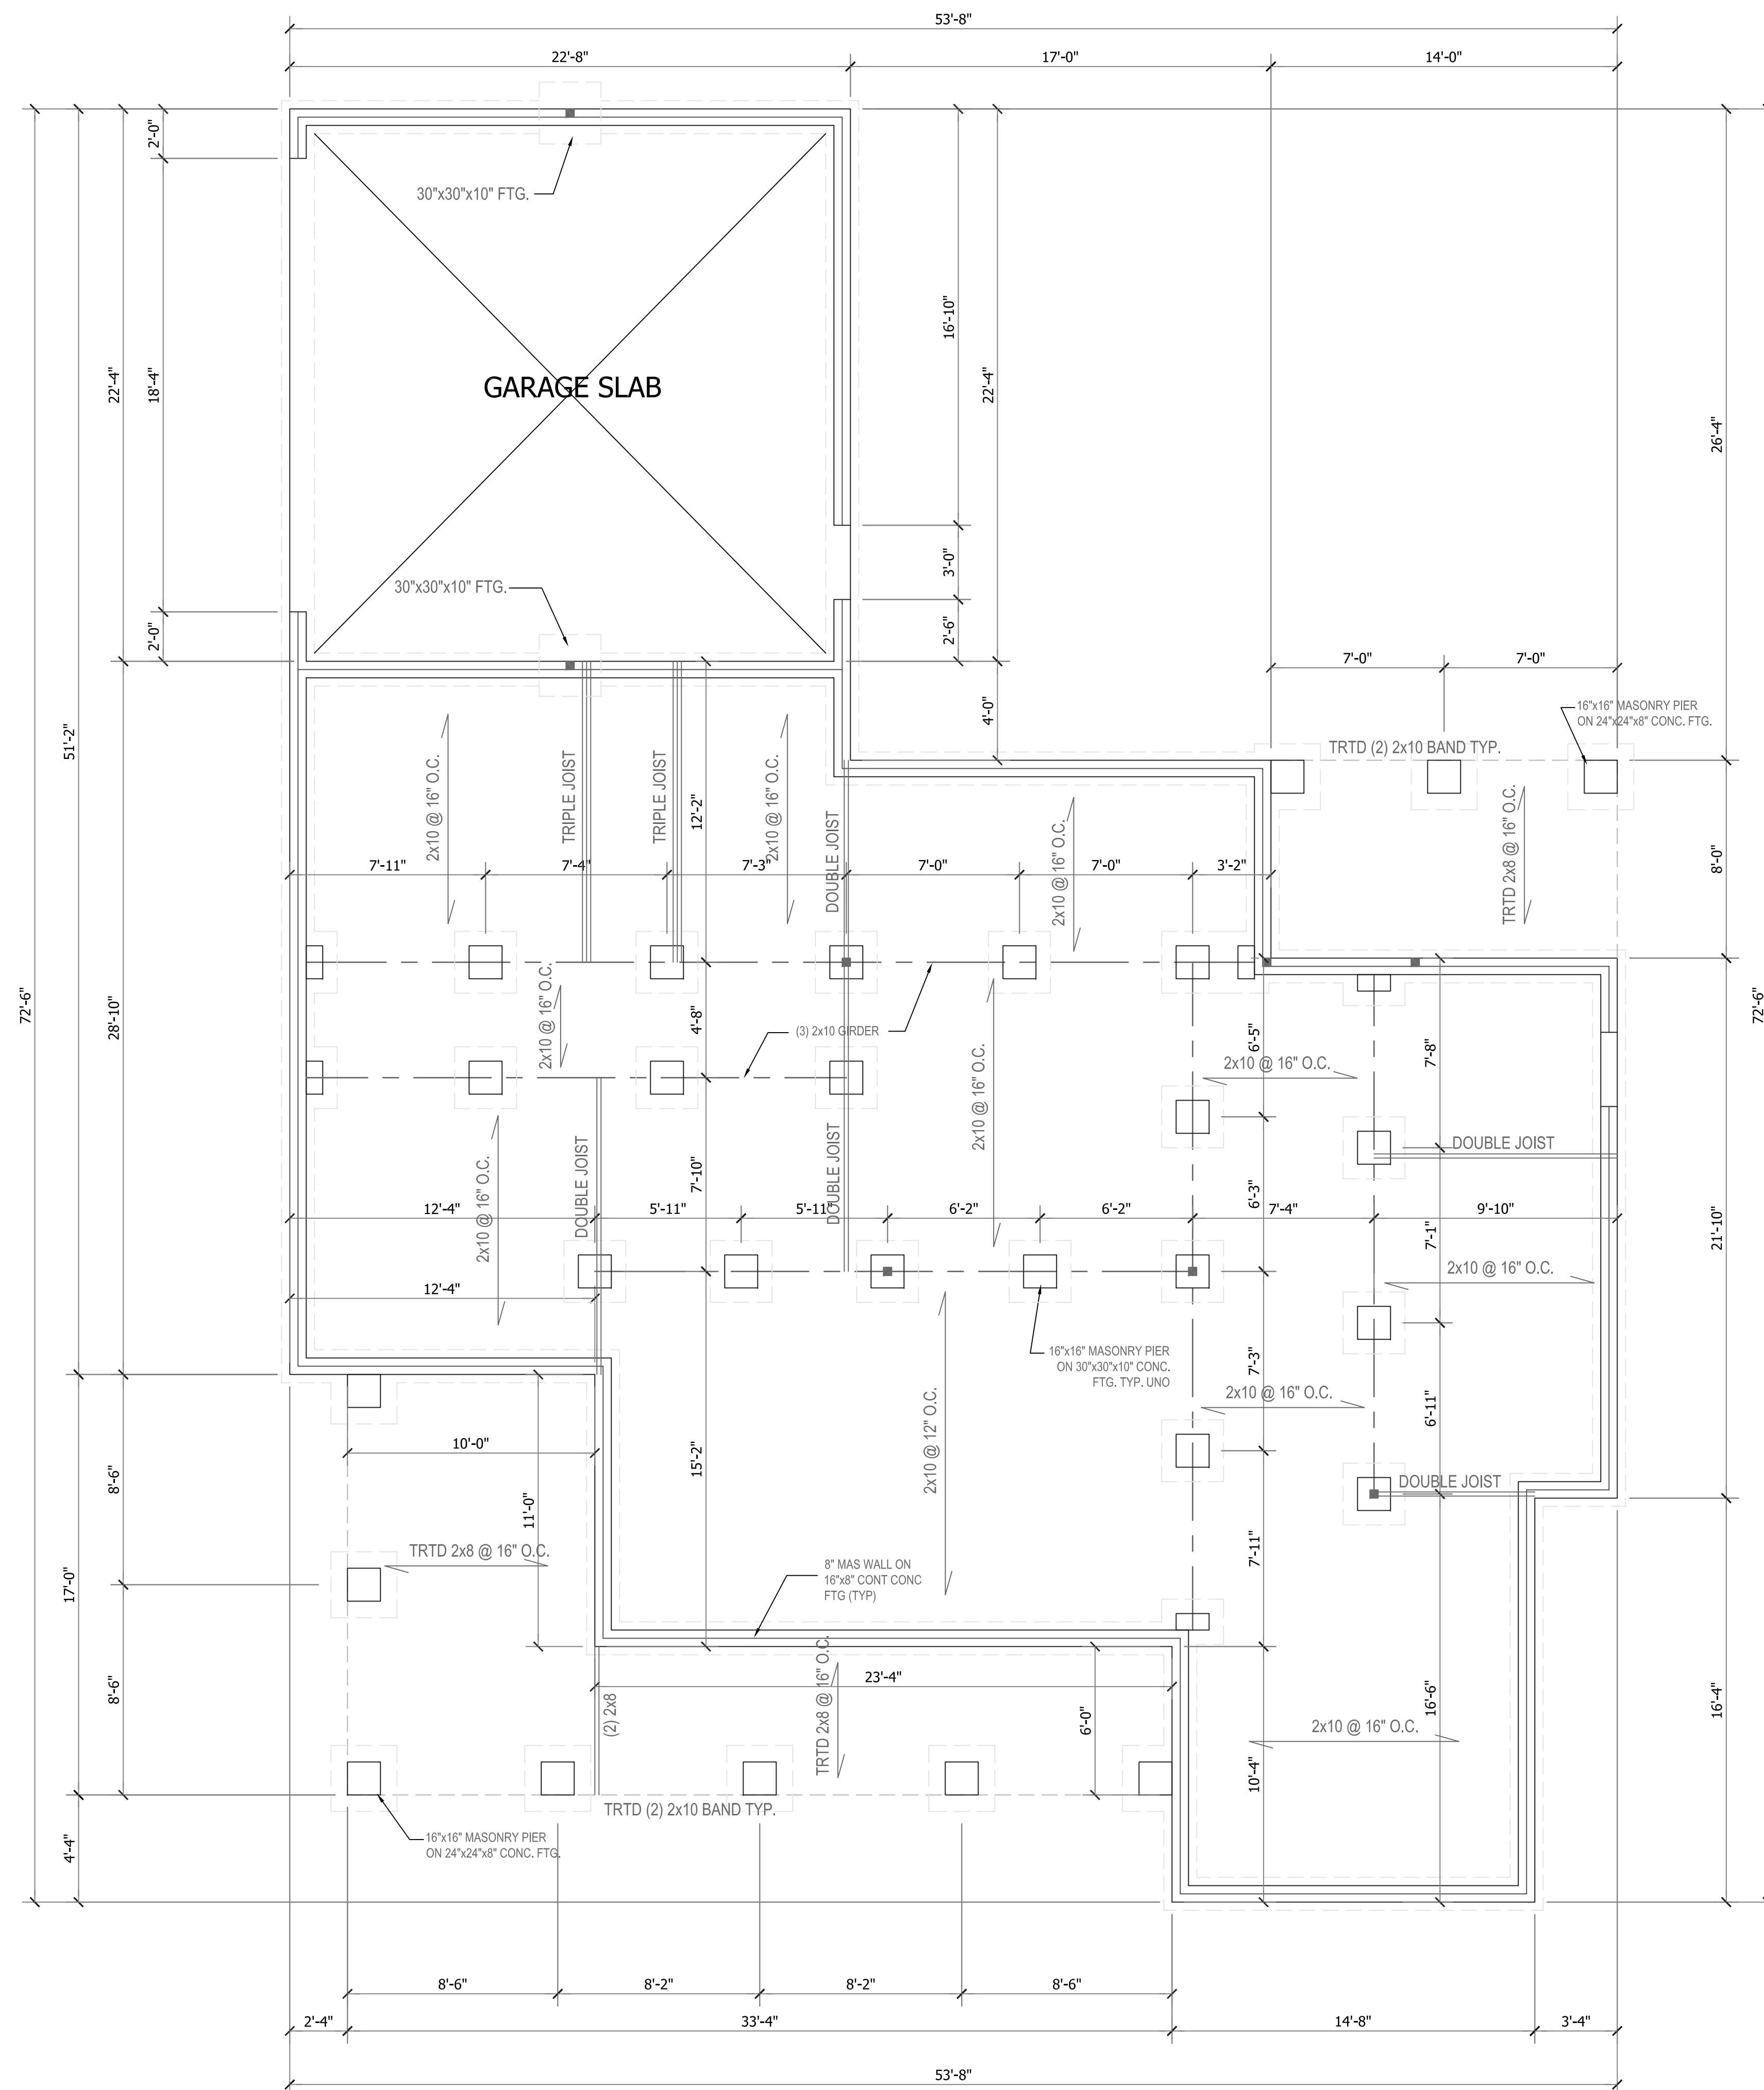 53'-8"
22'-8"
17'-0"
14'-0"
2'-0"
30"x30"x10" FTG.
16'-10"
22'-4"
18'-4"
22'-4"
26'-4"
GARAGE SLAB
3'-0"
30"x30"x10" FTG.
2'-0"
2'-6"
7'-0"
7'-0"
4'-0"
16"x16" MASONRY PIER
ON 24"x24"x8" CONC. FTG.
51'-2"
TRTD (2) 2x10 BAND TYP.
2x10 @ 16" O.C.
TRIPLE JOIST
TRIPLE JOIST
12'-2"
2x10 @ 16" O.C.
DOUBLE JOIST
2x10 @ 16" O.C.
TRTD 2x8 @ 16" O.C.
8'-0"
7'-11"
7'-4"
7'-3"
7'-0"
7'-0"
3'-2"
72'-6"
28'-10"
2x10 @ 16" O.C.
4'-8"
(3) 2x10 GIRDER
6'-5"
7'-8"
72'-6"
2x10 @ 16" O.C.
2x10 @ 16" O.C.
DOUBLE JOIST
2x10 @ 16" O.C.
DOUBLE JOIST
7'-10"
DOUBLE JOIST
6'-3"
12'-4"
5'-11"
5'-11"
6'-2"
6'-2"
7'-4"
9'-10"
7'-1"
21'-10"
2x10 @ 16" O.C.
12'-4"
16"x16" MASONRY PIER
ON 30"x30"x10" CONC.
FTG. TYP. UNO
7'-3"
2x10 @ 16" O.C.
6'-11"
2x10 @ 12" O.C.
10'-0"
15'-2"
8'-6"
DOUBLE JOIST
11'-0"
7'-11"
TRTD 2x8 @ 16" O.C.
8" MAS WALL ON
16"x8" CONT CONC
FTG (TYP)
17'-0"
8'-6"
23'-4"
(2) 2x8
TRTD 2x8 @ 16" O.C.
6'-0"
16'-6"
16'-4"
2x10 @ 16" O.C.
10'-4"
TRTD (2) 2x10 BAND TYP.
16"x16" MASONRY PIER
ON 24"x24"x8" CONC. FTG.
4'-4"
8'-6"
8'-2"
8'-2"
8'-6"
2'-4"
33'-4"
14'-8"
3'-4"
53'-8"